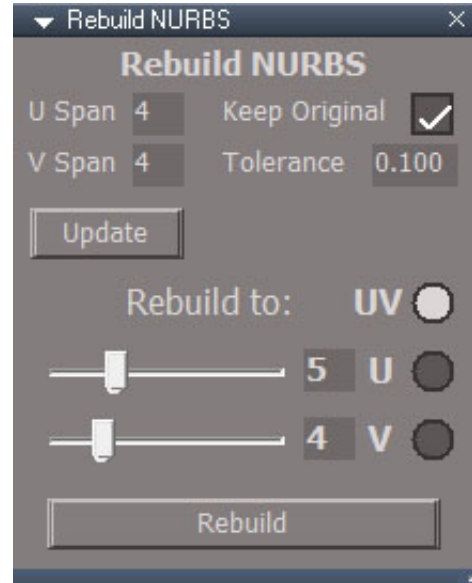 Rebuild NURBS
Rebuild NURBS
U Span 4 Keep Original
V Span 4 Tolerance 0.100
Update
Rebuild to: UV
5 U
4 V
Rebuild